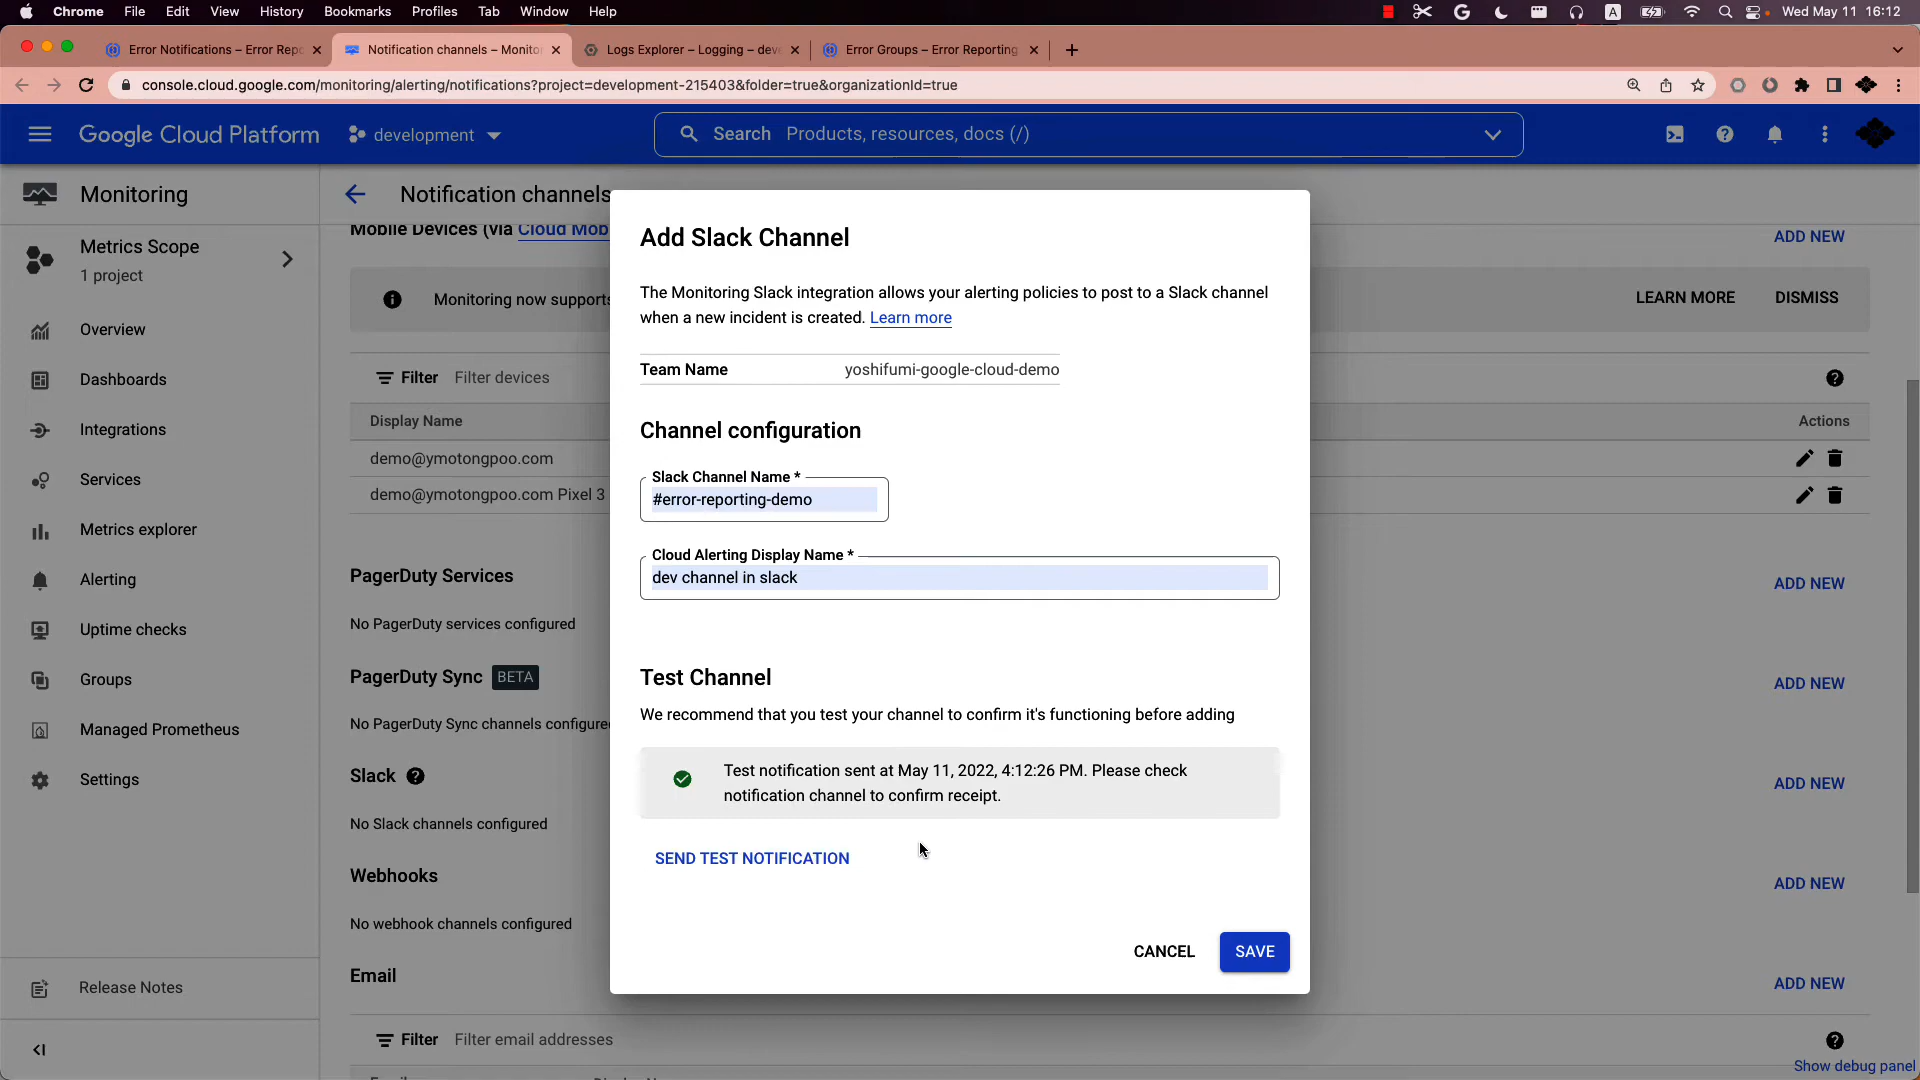 Chrome File Edit View History Bookmarks Profiles Tab Window Help
A Wed May 11 16:12
Error Notifications – Error Repo Notification channels – Monito Logs Explorer – Logging – dev Error Groups – Error Reporting
console.cloud.google.com/monitoring/alerting/notifications?project=development-215403&folder=true&organizationId=true
Google Cloud Platform development Search Products, resources, docs (/)
Monitoring
Metrics Scope
1 project
Overview
Dashboards
Integrations
Services
Metrics explorer
Alerting
Uptime checks
Groups
Managed Prometheus
Settings
Release Notes
Notification channels
Mobile Devices (via Cloud Mob
ADD NEW
Monitoring now supports
LEARN MORE DISMISS
Filter Filter devices
Display Name
Actions
demo@ymotongpoo.com
demo@ymotongpoo.com Pixel 3
PagerDuty Services
ADD NEW
No PagerDuty services configured
PagerDuty Sync BETA
ADD NEW
No PagerDuty Sync channels configured
Slack
ADD NEW
No Slack channels configured
Webhooks
ADD NEW
No webhook channels configured
Email
ADD NEW
Filter Filter email addresses
Show debug panel
Add Slack Channel
The Monitoring Slack integration allows your alerting policies to post to a Slack channel
when a new incident is created. Learn more
Team Name yoshifumi-google-cloud-demo
Channel configuration
Slack Channel Name *
#error-reporting-demo
Cloud Alerting Display Name *
dev channel in slack
Test Channel
We recommend that you test your channel to confirm it's functioning before adding
Test notification sent at May 11, 2022, 4:12:26 PM. Please check
notification channel to confirm receipt.
SEND TEST NOTIFICATION
CANCEL SAVE